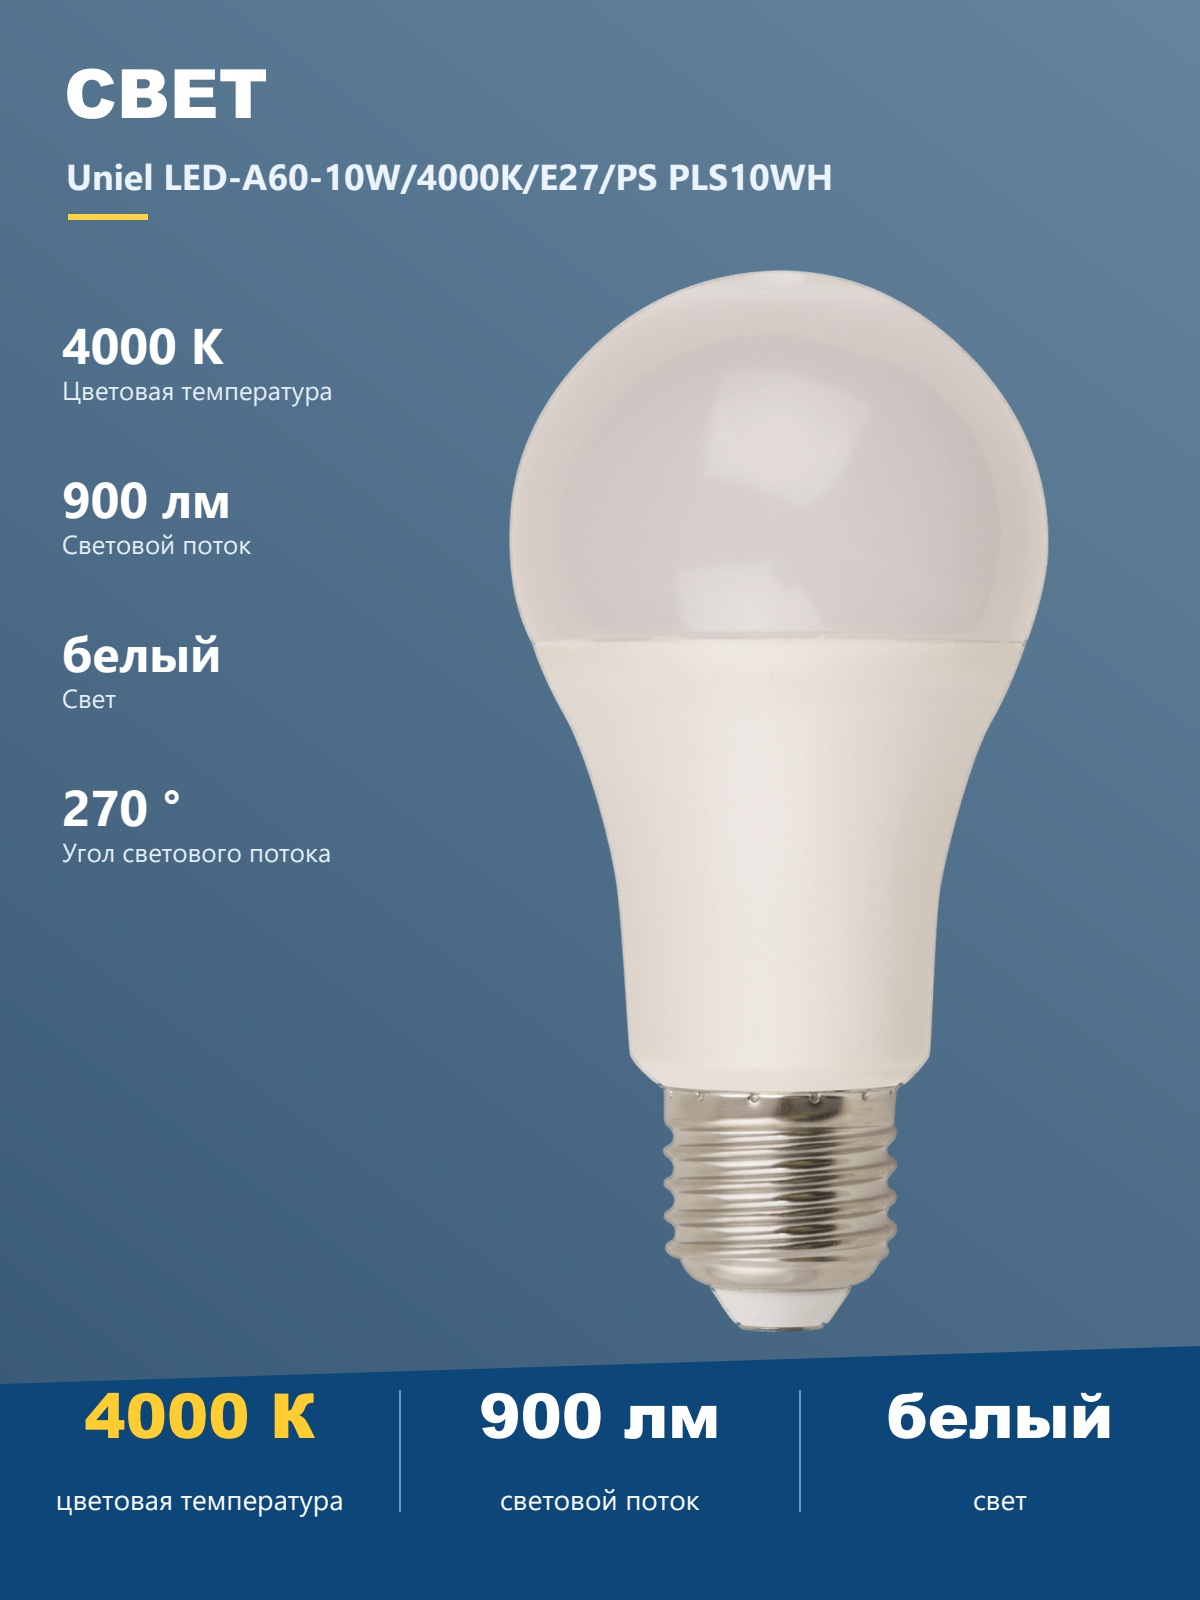 СВЕТ
Uniel LED-A60-10W/4000K/E27/PS PLS10WH
4000 К
Цветовая температура
900 лм
Световой поток
белый
Свет
270 °
Угол светового потока
4000 К
цветовая температура
900 лм
световой поток
белый
свет